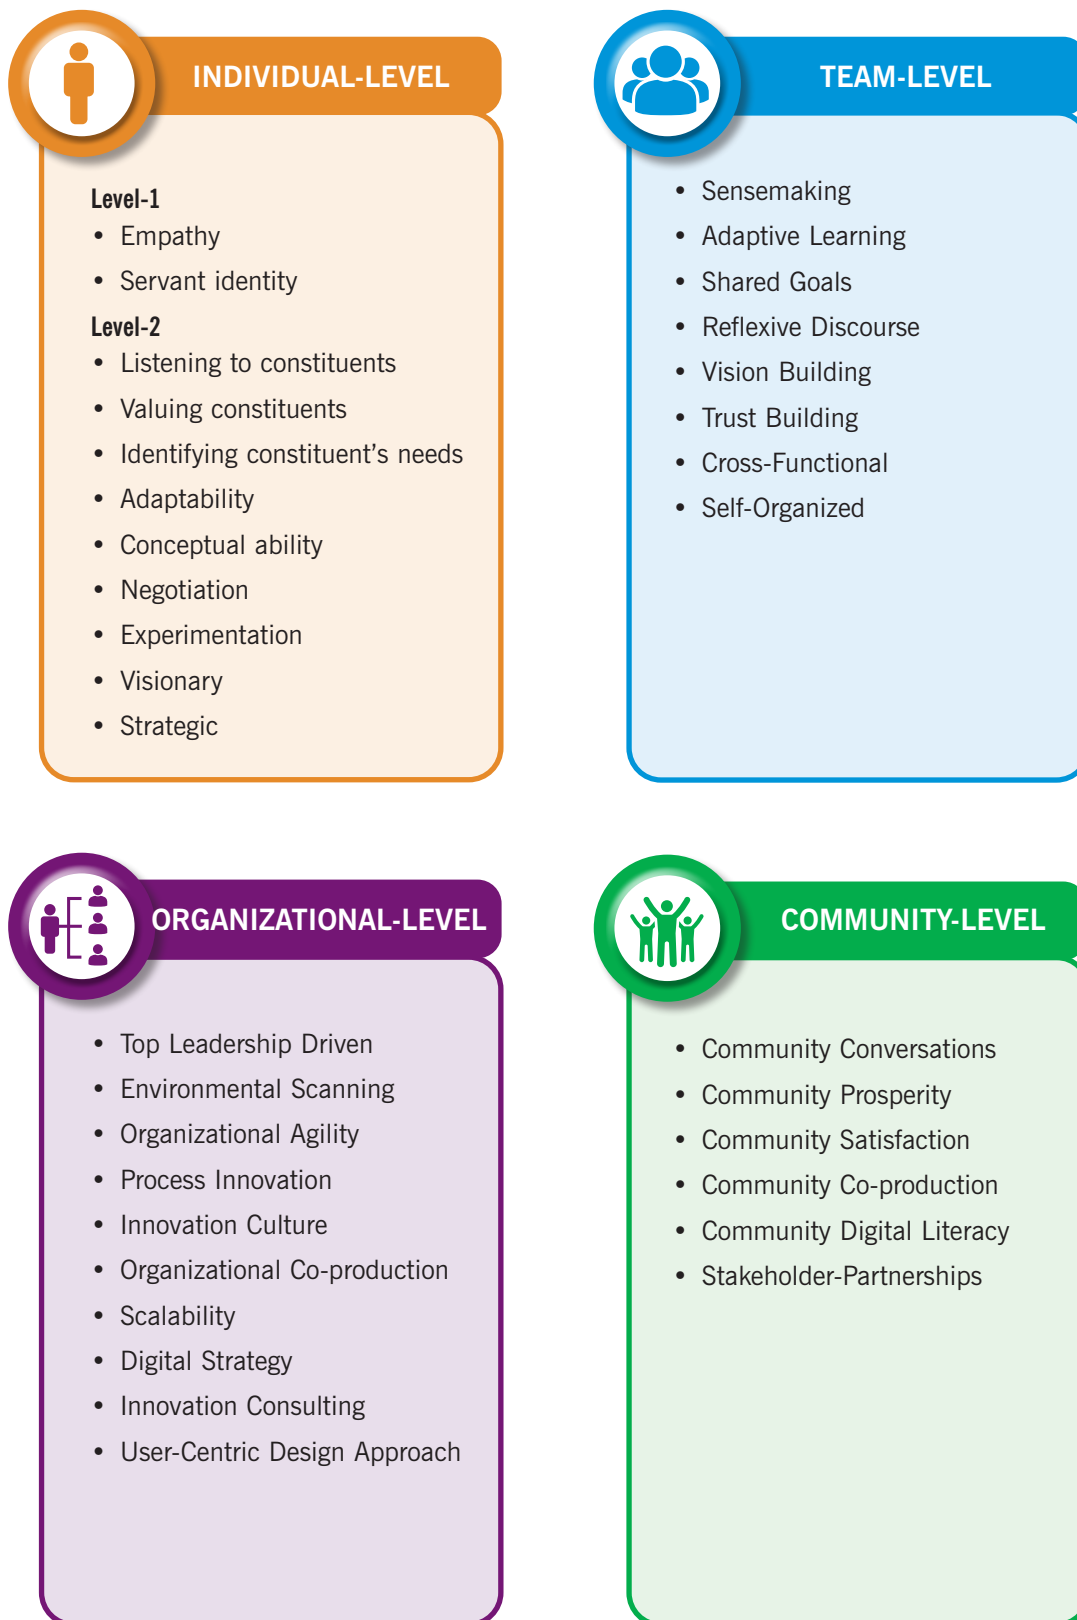 INDIVIDUAL-LEVEL
Level-1
• Empathy
• Servant identity
Level-2
• Listening to constituents
• Valuing constituents
• Identifying constituent’s needs
• Adaptability
• Conceptual ability
• Negotiation
• Experimentation
• Visionary
• Strategic
TEAM-LEVEL
• Sensemaking
• Adaptive Learning
• Shared Goals
• Reflexive Discourse
• Vision Building
• Trust Building
• Cross-Functional
• Self-Organized
ORGANIZATIONAL-LEVEL
• Top Leadership Driven
• Environmental Scanning
• Organizational Agility
• Process Innovation
• Innovation Culture
• Organizational Co-production
• Scalability
• Digital Strategy
• Innovation Consulting
• User-Centric Design Approach
COMMUNITY-LEVEL
• Community Conversations
• Community Prosperity
• Community Satisfaction
• Community Co-production
• Community Digital Literacy
• Stakeholder-Partnerships